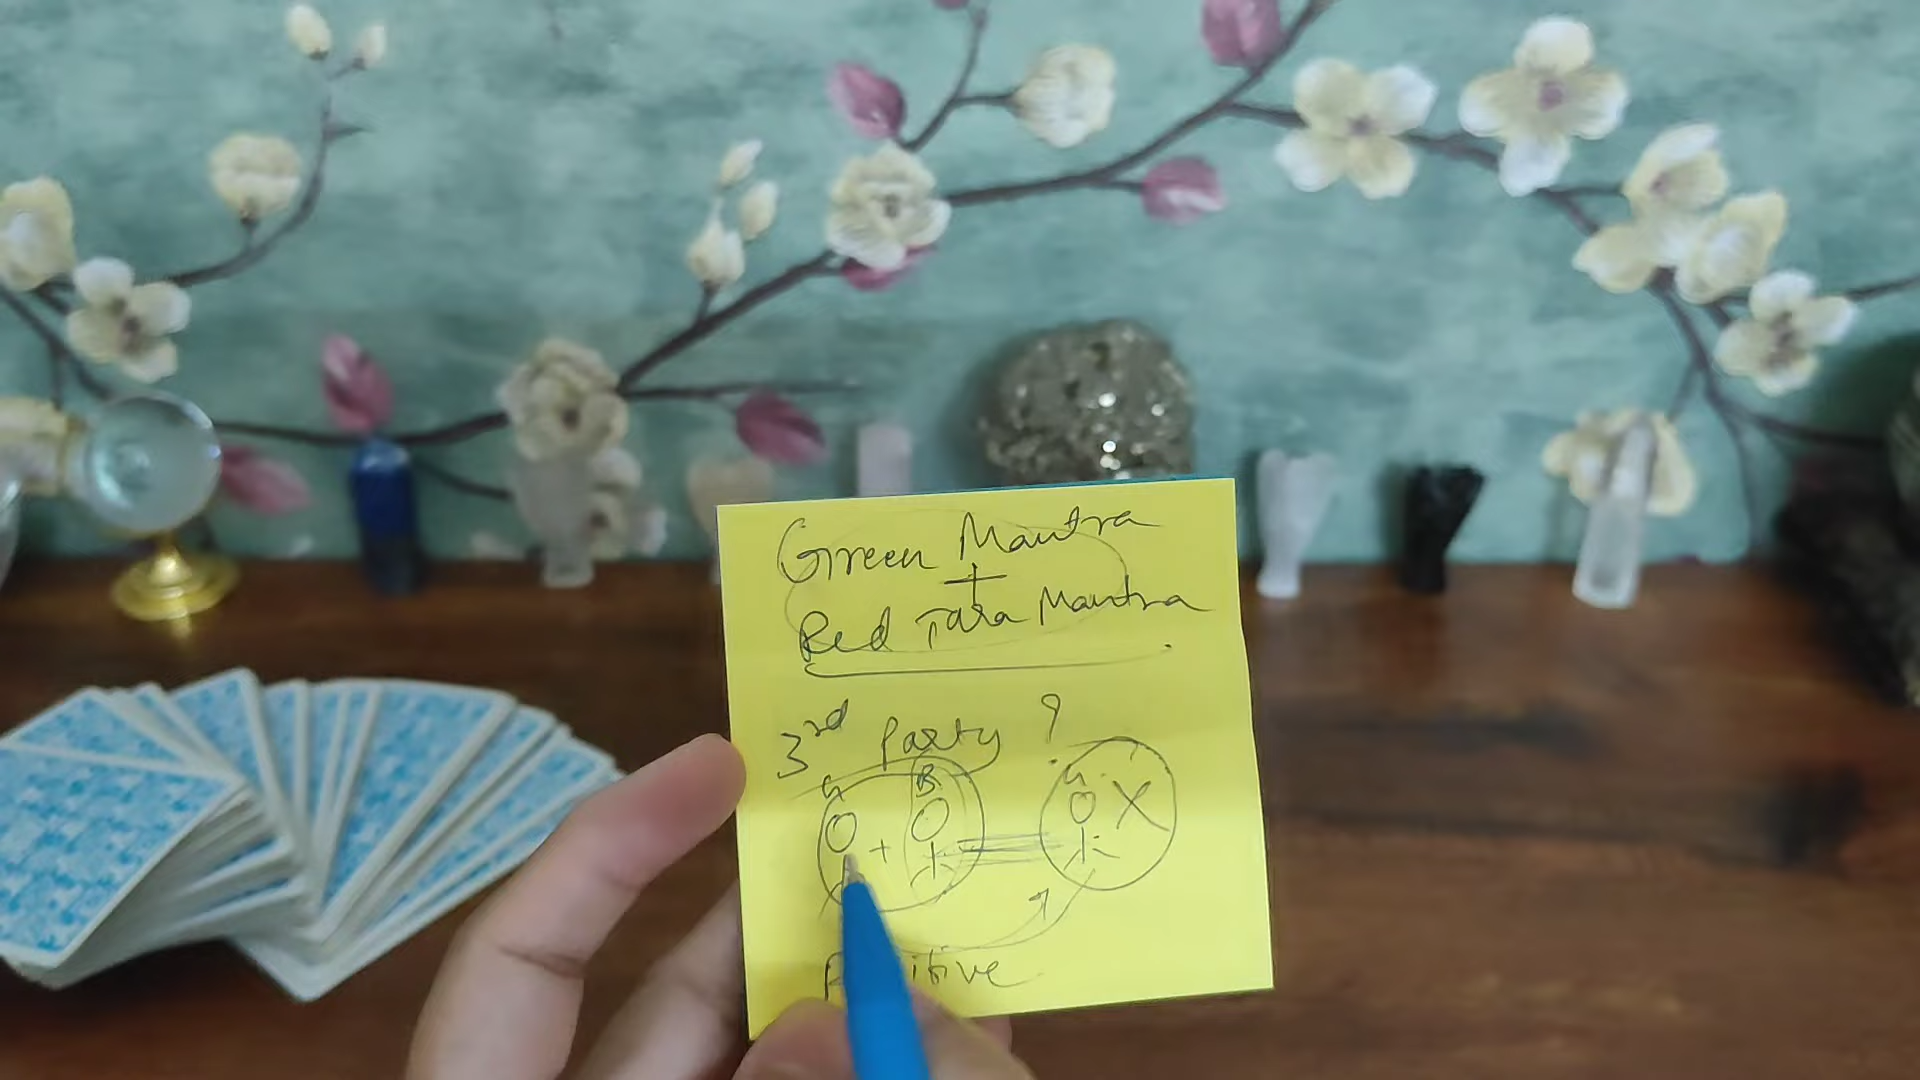 Green Mantra
+
Red Tara Mantra
3rd Party ?
G B G
+ X